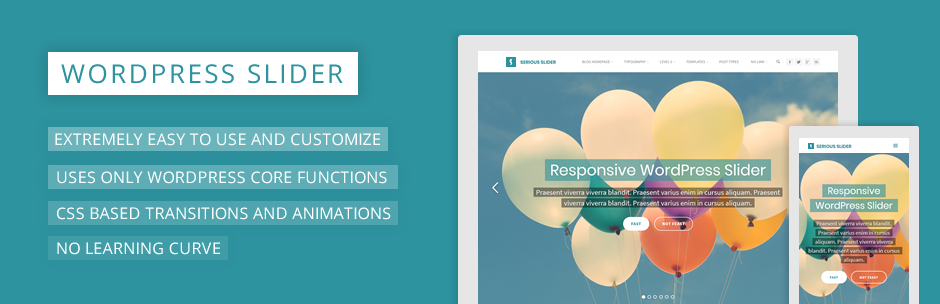 WORDPRESS SLIDER
EXTREMELY EASY TO USE AND CUSTOMIZE
USES ONLY WORDPRESS CORE FUNCTIONS
CSS BASED TRANSITIONS AND ANIMATIONS
NO LEARNING CURVE
SERIOUS SLIDER
BLOG HOMEPAGE TYPOGRAPHY LEVEL 2 TEMPLATES POST TYPES NO LINK
Responsive WordPress Slider
Praesent viverra viverra blandit. Praesent varius enim in cursus aliquam. Praesent
viverra viverra blandit. Praesent varius enim in cursus aliquam.
FAST NOT FEAST?
SERIOUS SLIDER
Responsive
WordPress Slider
Praesent viverra viverra blandit.
Praesent varius enim in cursus
aliquam. Praesent viverra viverra
blandit. Praesent varius enim in cursus
aliquam.
FAST